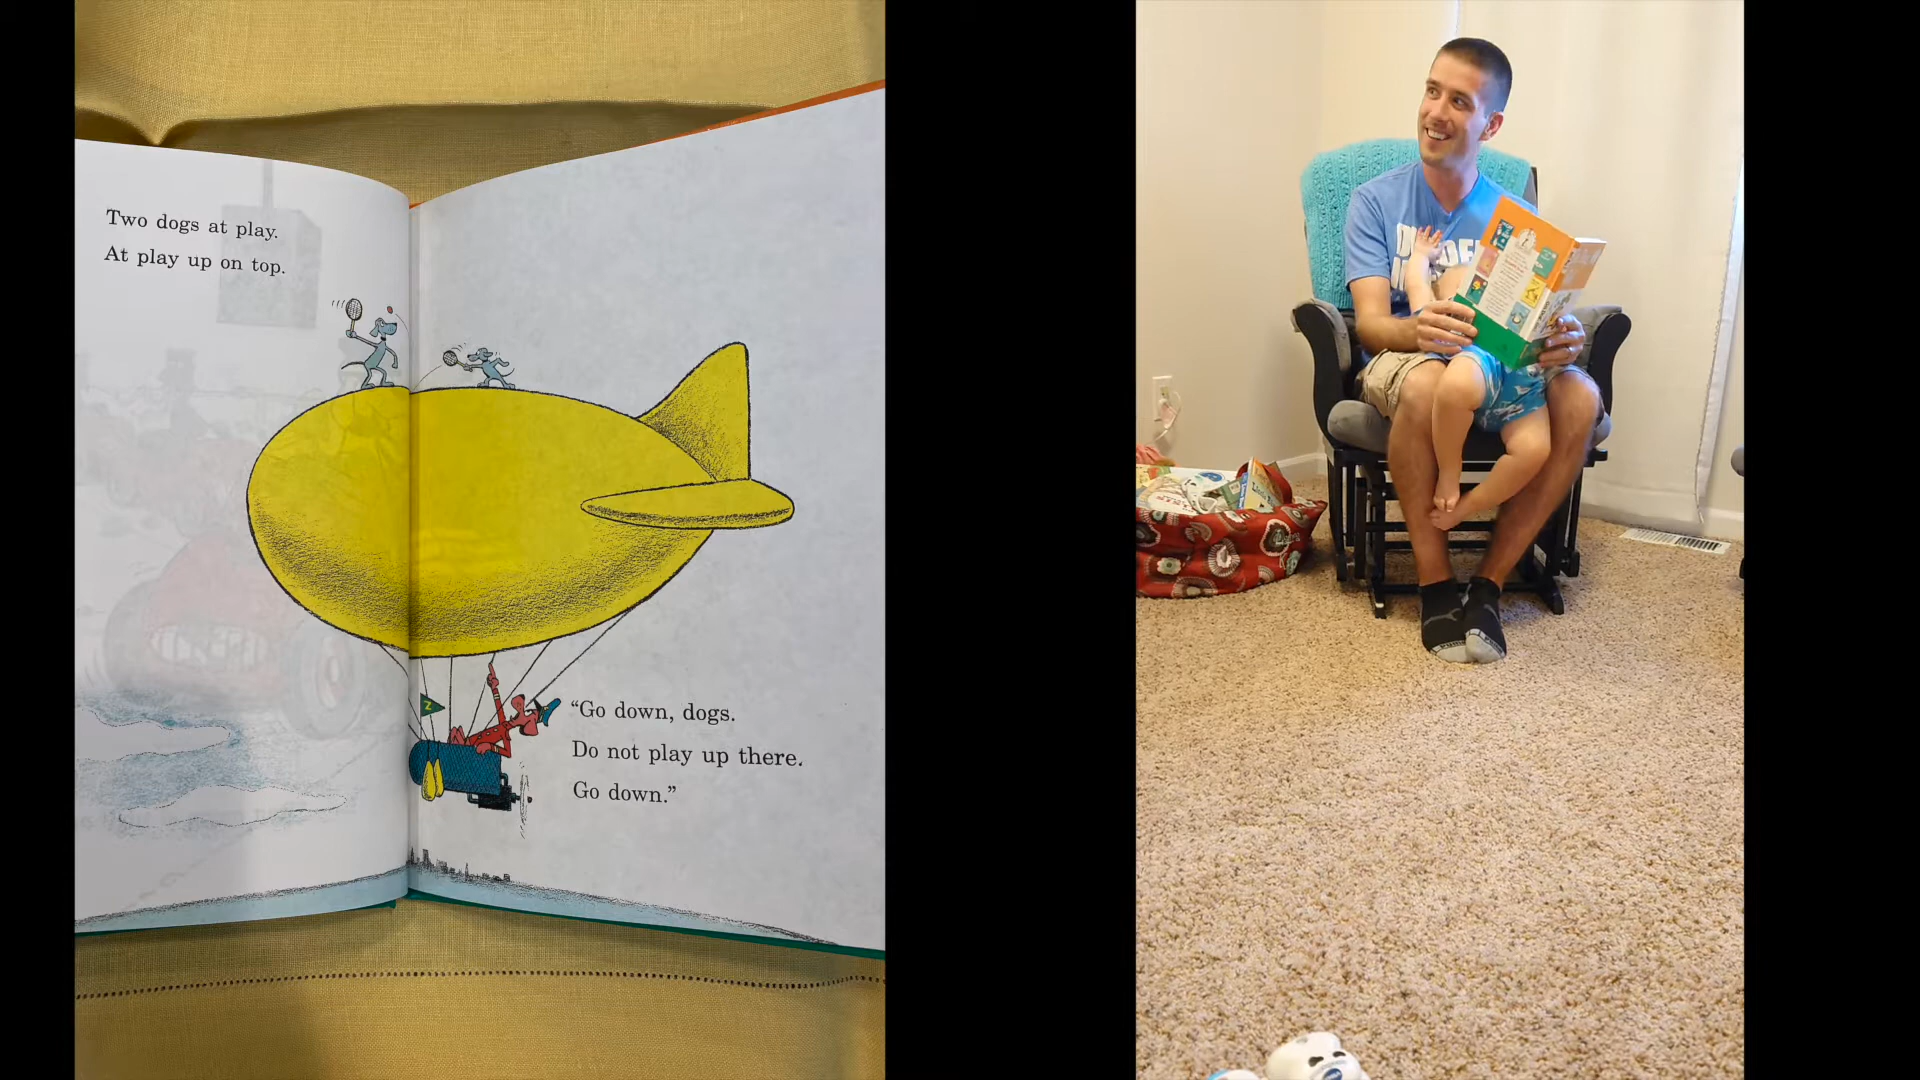 Two dogs at play.
At play up on top.
Z
“Go down, dogs.
Do not play up there.
Go down.”